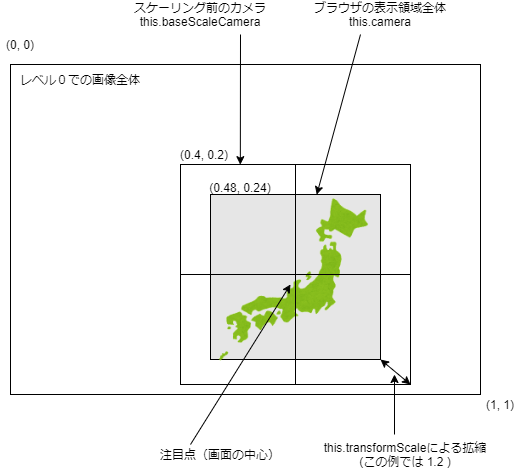 スケーリング前のカメラ
this.baseScaleCamera
ブラウザの表示領域全体
this.camera
(0, 0)
レベル０での画像全体
(0.4, 0.2)
(0.48, 0.24)
(1, 1)
注目点（画面の中心）
this.transformScaleによる拡縮
(この例では 1.2 )